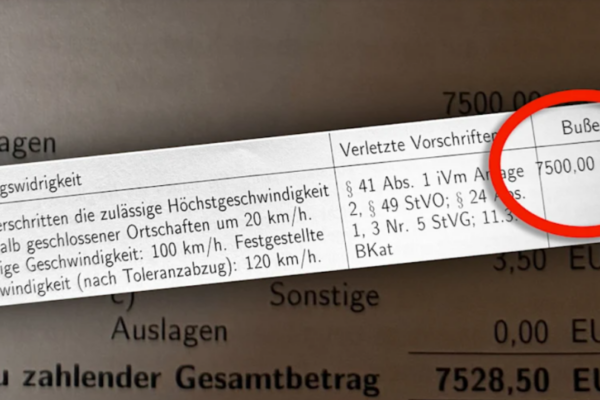 7500,00
lagen
gswidrigkeit
Verletzte Vorschriften
Buße
erschritten die zulässige Höchstgeschwindigkeit
alb geschlossener Ortschaften um 20 km/h.
ige Geschwindigkeit: 100 km/h. Festgestellte
windigkeit (nach Toleranzabzug): 120 km/h.
§ 41 Abs. 1 iVm Anlage
2, § 49 StVO; § 24 Abs.
1, 3 Nr. 5 StVG; 11.3.
BKat
7500,00
3,50 EU
c) Sonstige
Auslagen
0,00 EU
u zahlender Gesamtbetrag 7528,50 EU